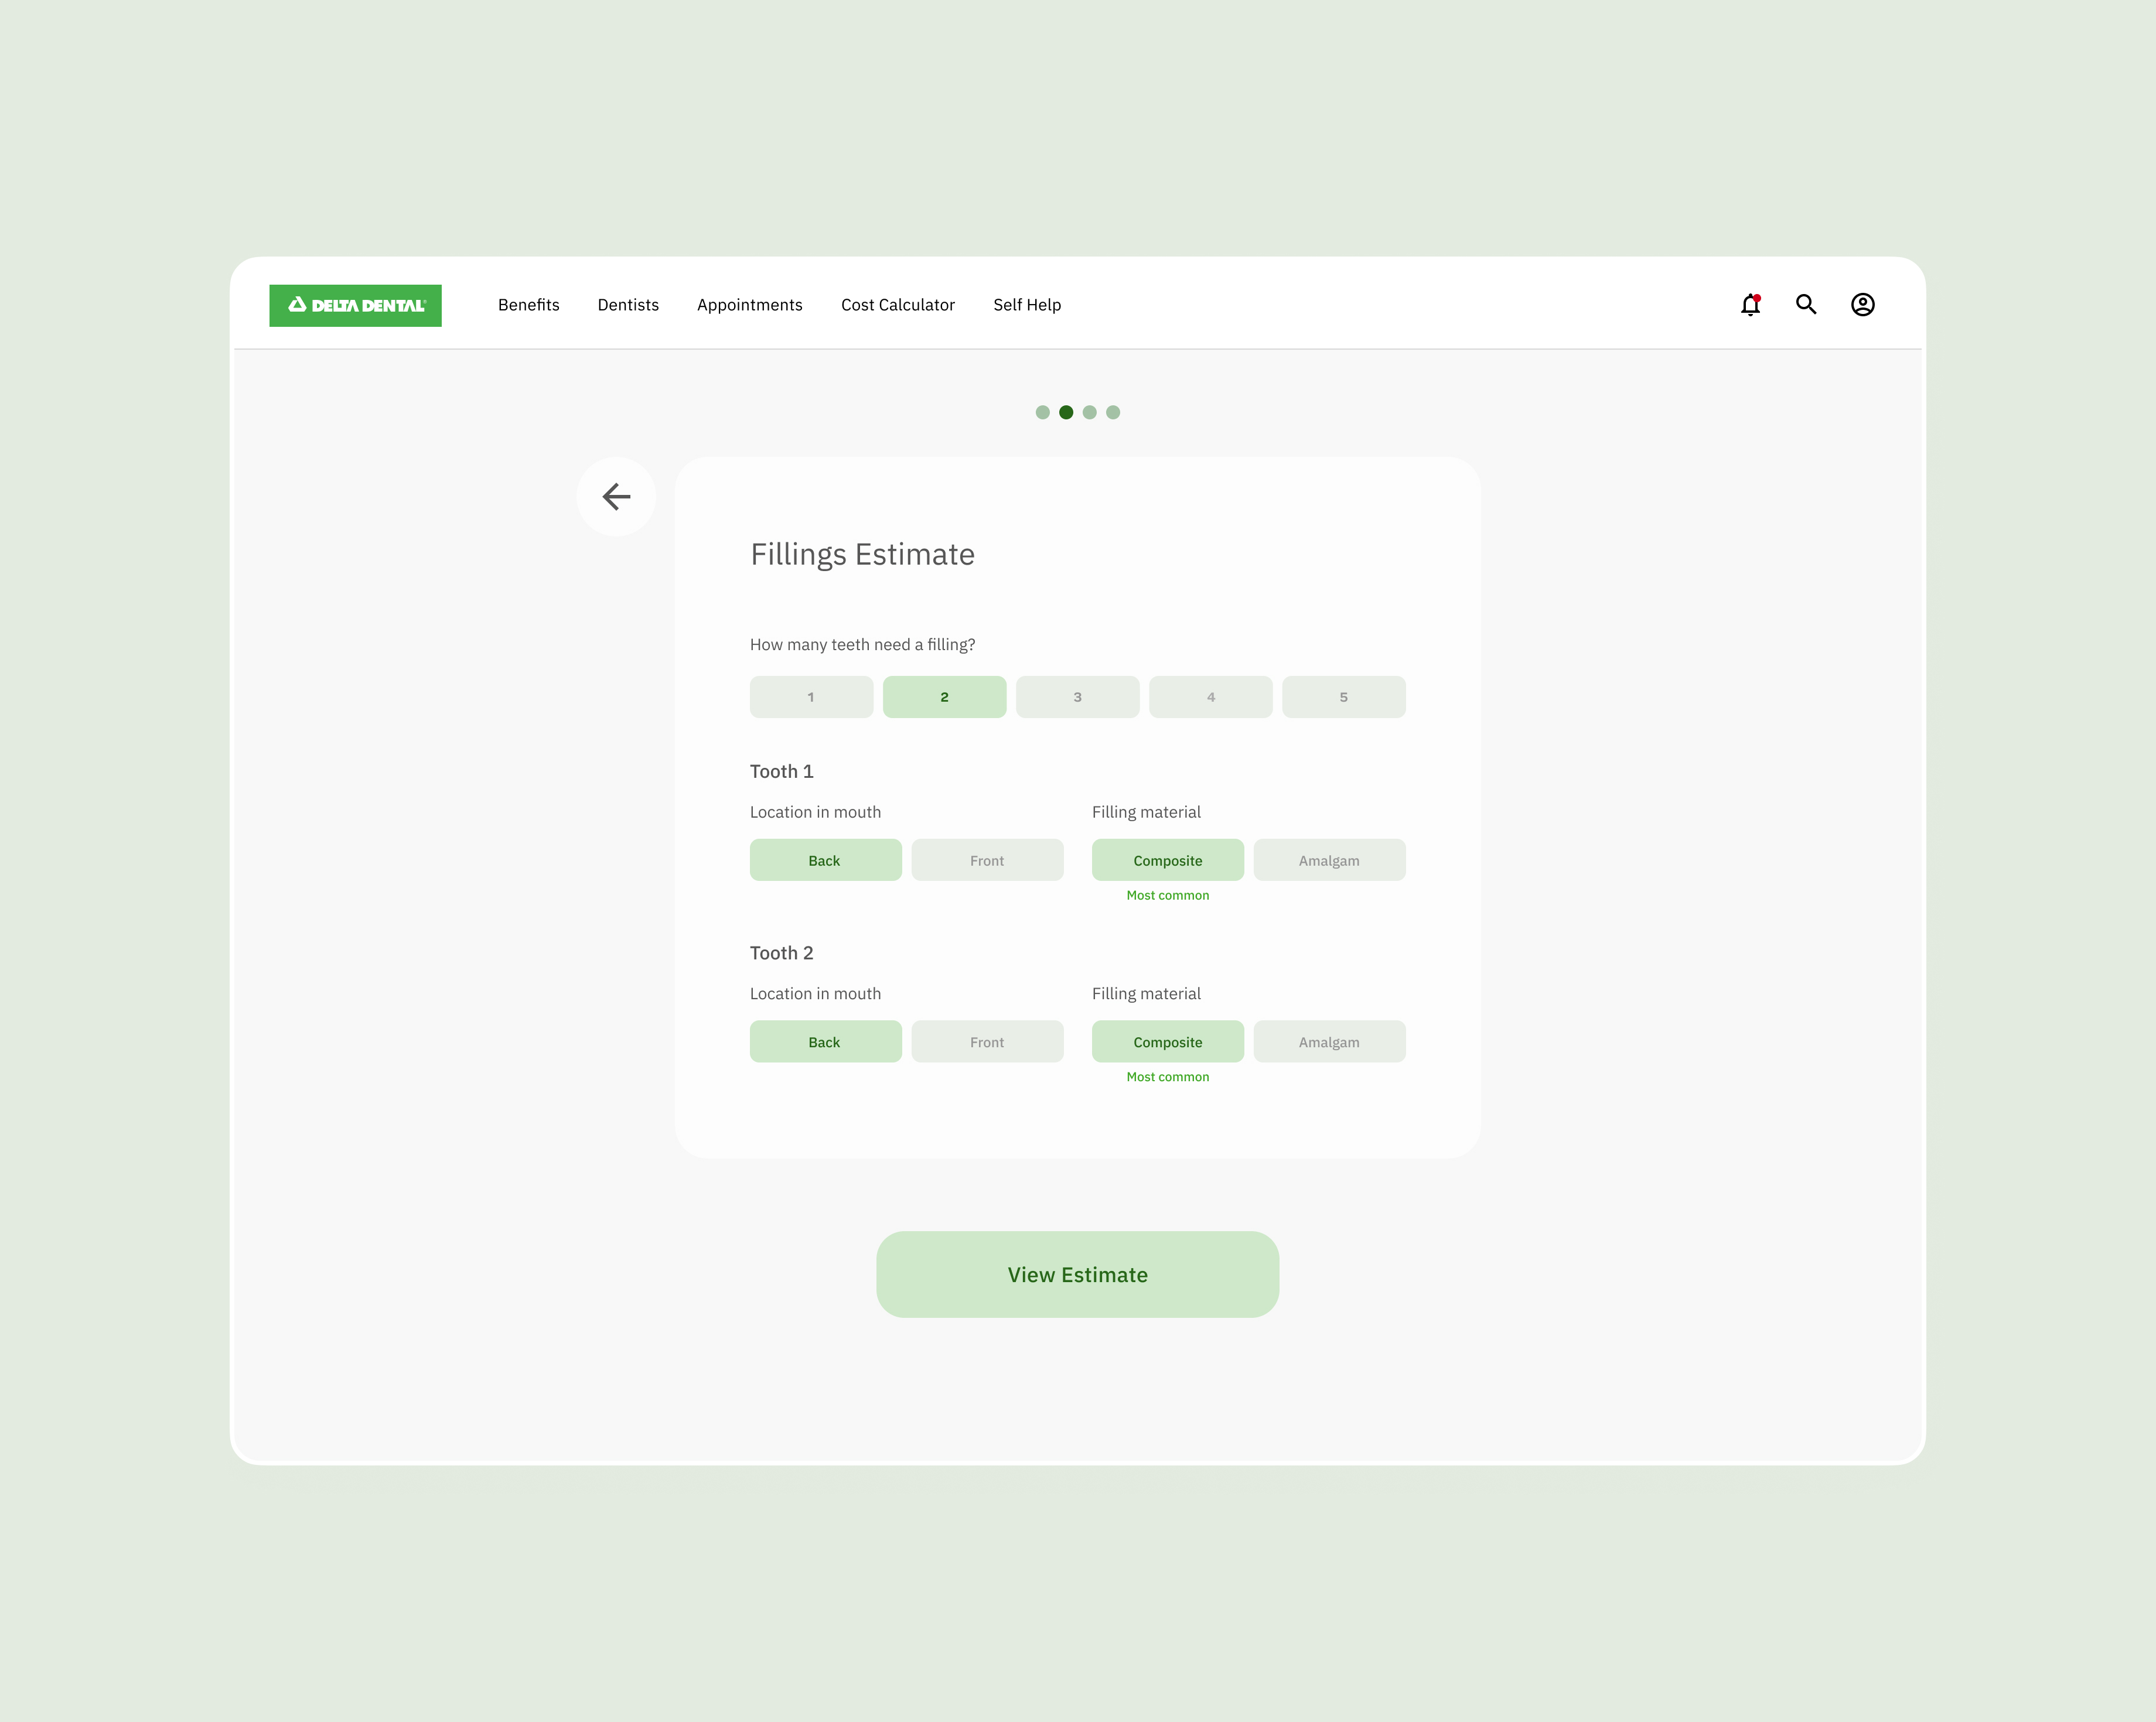 DELTA DENTAL®
Benefits Dentists Appointments Cost Calculator Self Help
Fillings Estimate
How many teeth need a filling?
1 2 3 4 5
Tooth 1
Location in mouth Filling material
Back Front Composite Amalgam
Most common
Tooth 2
Location in mouth Filling material
Back Front Composite Amalgam
Most common
View Estimate